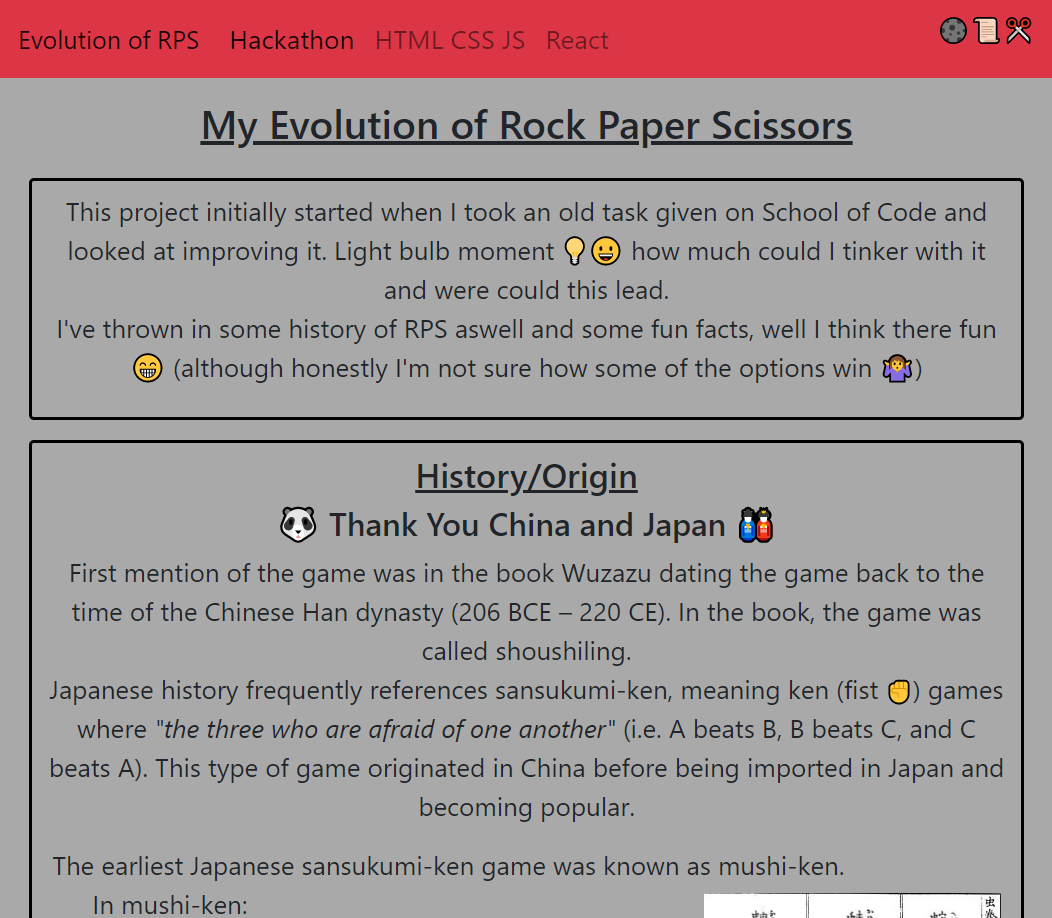 Evolution of RPS Hackathon HTML CSS JS React
My Evolution of Rock Paper Scissors
This project initially started when I took an old task given on School of Code and
looked at improving it. Light bulb moment 💡😀 how much could I tinker with it
and were could this lead.
I've thrown in some history of RPS aswell and some fun facts, well I think there fun
😁 (although honestly I'm not sure how some of the options win 🤷‍♀️)
History/Origin
🐼 Thank You China and Japan 🎎
First mention of the game was in the book Wuzazu dating the game back to the
time of the Chinese Han dynasty (206 BCE – 220 CE). In the book, the game was
called shoushiling.
Japanese history frequently references sansukumi-ken, meaning ken (fist ✊) games
where "the three who are afraid of one another" (i.e. A beats B, B beats C, and C
beats A). This type of game originated in China before being imported in Japan and
becoming popular.
The earliest Japanese sansukumi-ken game was known as mushi-ken.
In mushi-ken: